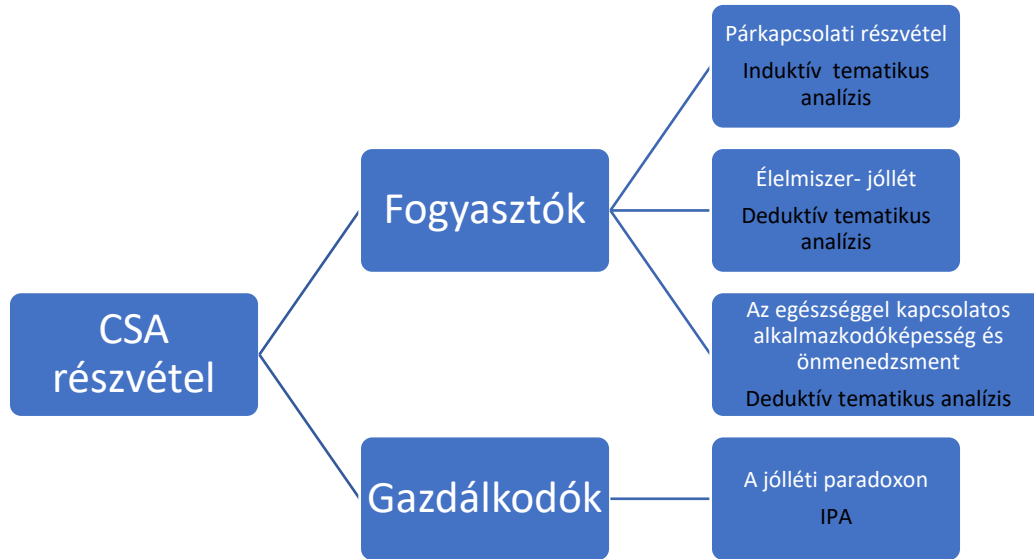 CSA
részvétel
Fogyasztók
Gazdálkodók
Párkapcsolati részvétel
Induktív tematikus
analízis
Élelmiszer- jóllét
Deduktív tematikus
analízis
Az egészséggel kapcsolatos
alkalmazkodóképesség és
önmenedzsment
Deduktív tematikus analízis
A jólléti paradoxon
IPA